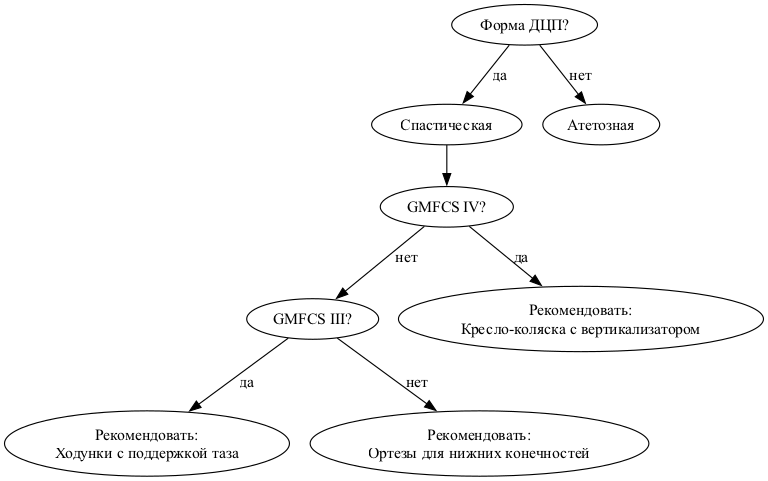 Форма ДЦП?
да
нет
Спастическая
Атетозная
GMFCS IV?
нет
да
GMFCS III?
Рекомендовать:
Кресло-коляска с вертикализатором
да
нет
Рекомендовать:
Ходунки с поддержкой таза
Рекомендовать:
Ортезы для нижних конечностей